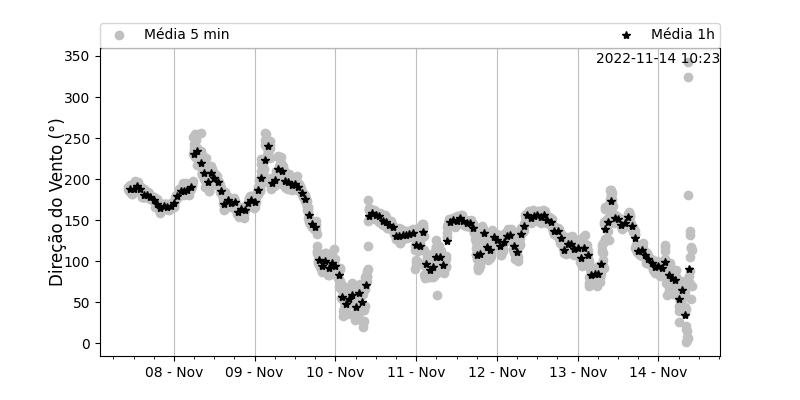 Média 5 min
Média 1h
2022-11-14 10:23
Direção do Vento (°)
350
300
250
200
150
100
50
0
08 - Nov
09 - Nov
10 - Nov
11 - Nov
12 - Nov
13 - Nov
14 - Nov